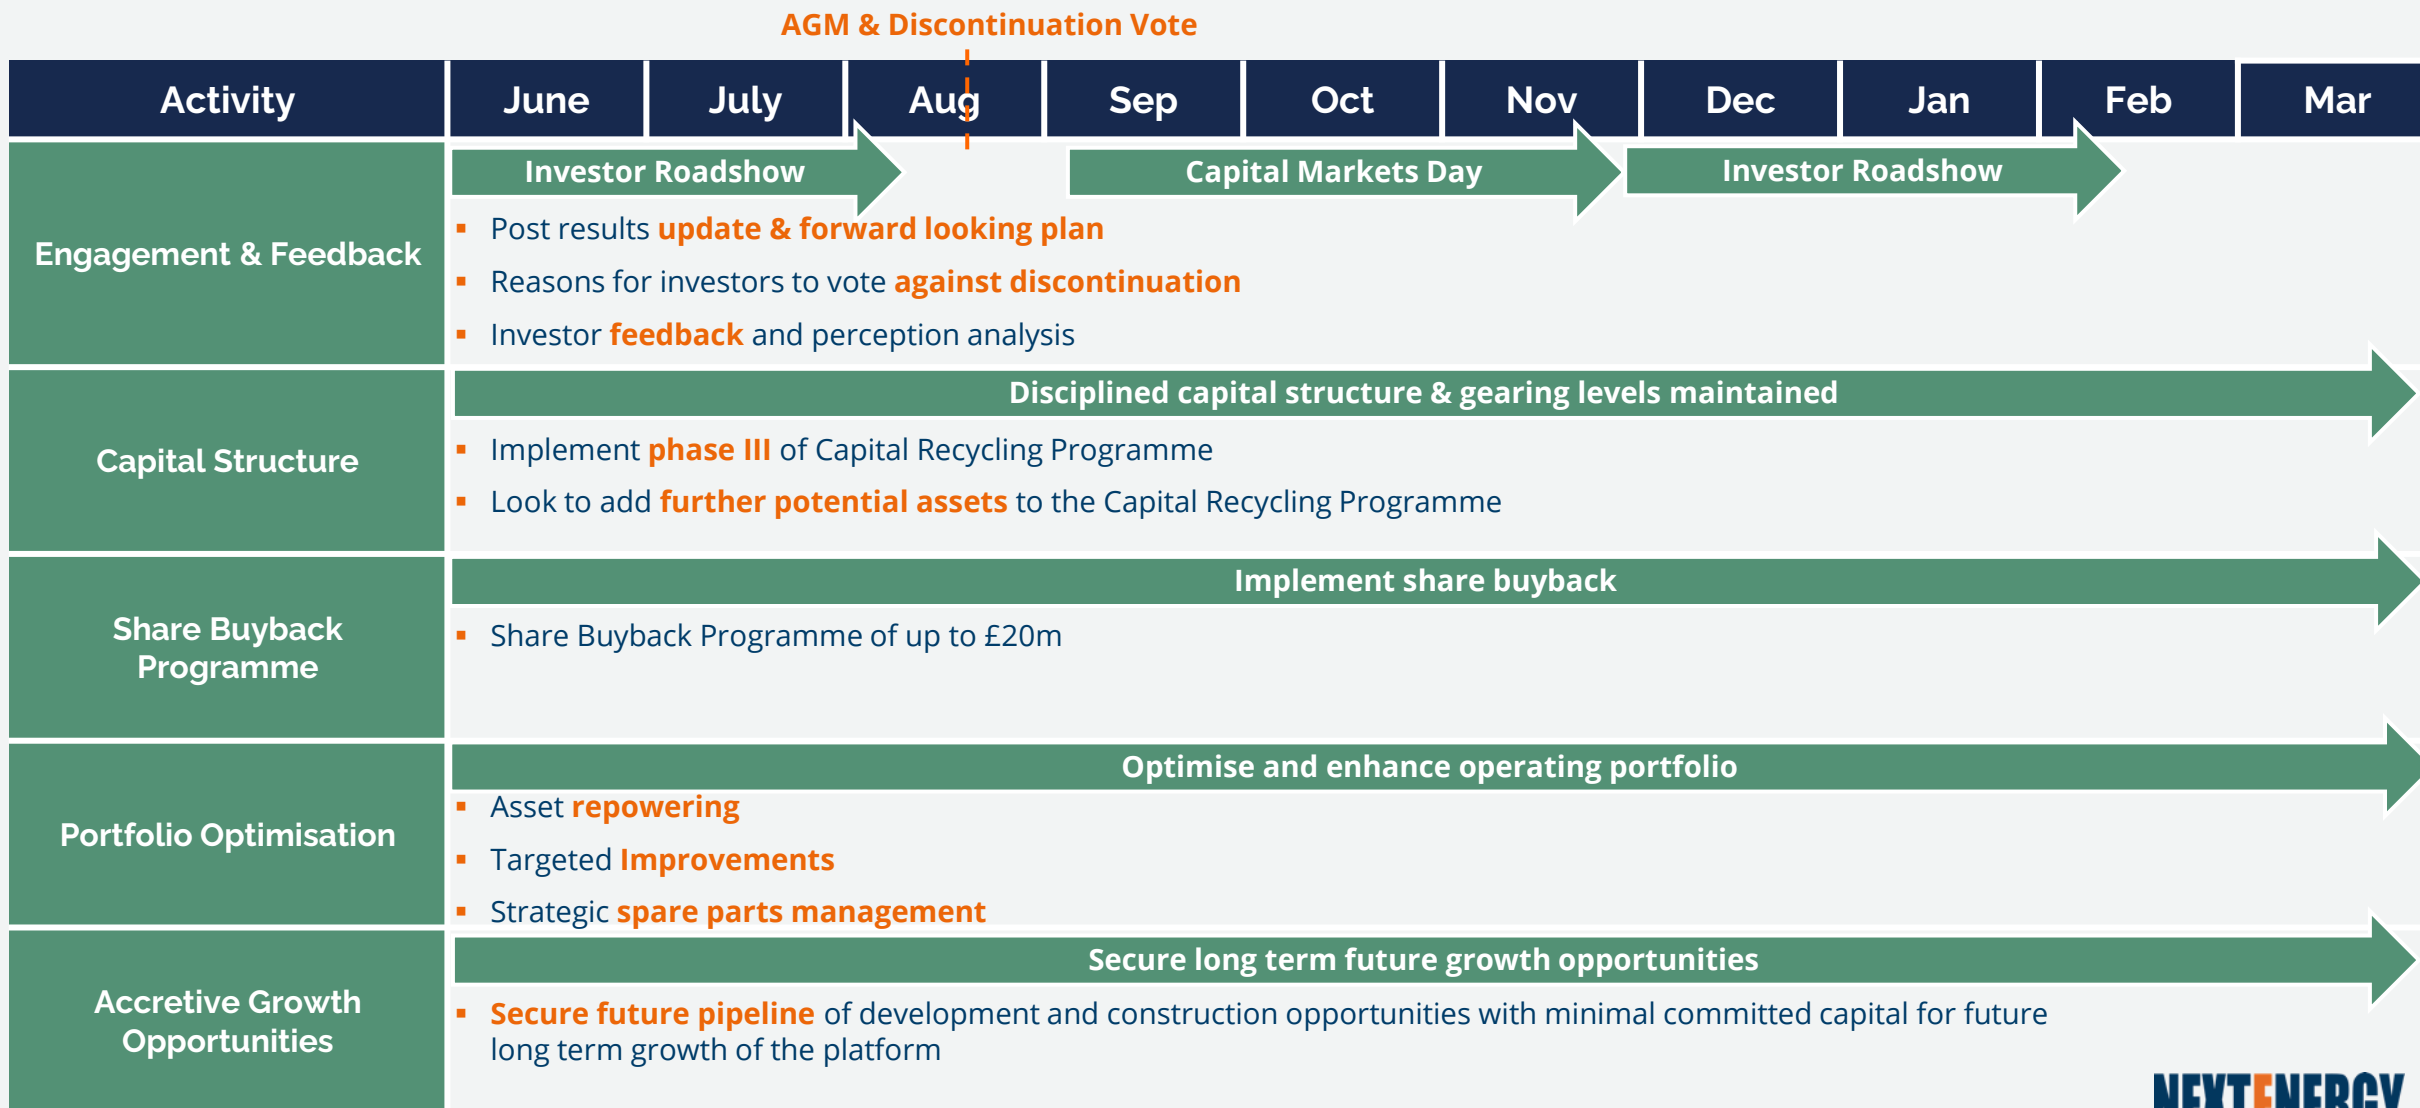 AGM & Discontinuation Vote
Activity
June
July
Aug
Sep
Oct
Nov
Dec
Jan
Feb
Mar
Engagement & Feedback
Investor Roadshow
Capital Markets Day
Investor Roadshow
▪ Post results update & forward looking plan
▪ Reasons for investors to vote against discontinuation
▪ Investor feedback and perception analysis
Capital Structure
Disciplined capital structure & gearing levels maintained
▪ Implement phase III of Capital Recycling Programme
▪ Look to add further potential assets to the Capital Recycling Programme
Share Buyback
Programme
Implement share buyback
▪ Share Buyback Programme of up to £20m
Portfolio Optimisation
Optimise and enhance operating portfolio
▪ Asset repowering
▪ Targeted Improvements
▪ Strategic spare parts management
Accretive Growth
Opportunities
Secure long term future growth opportunities
▪ Secure future pipeline of development and construction opportunities with minimal committed capital for future
long term growth of the platform
NEXTENERGY